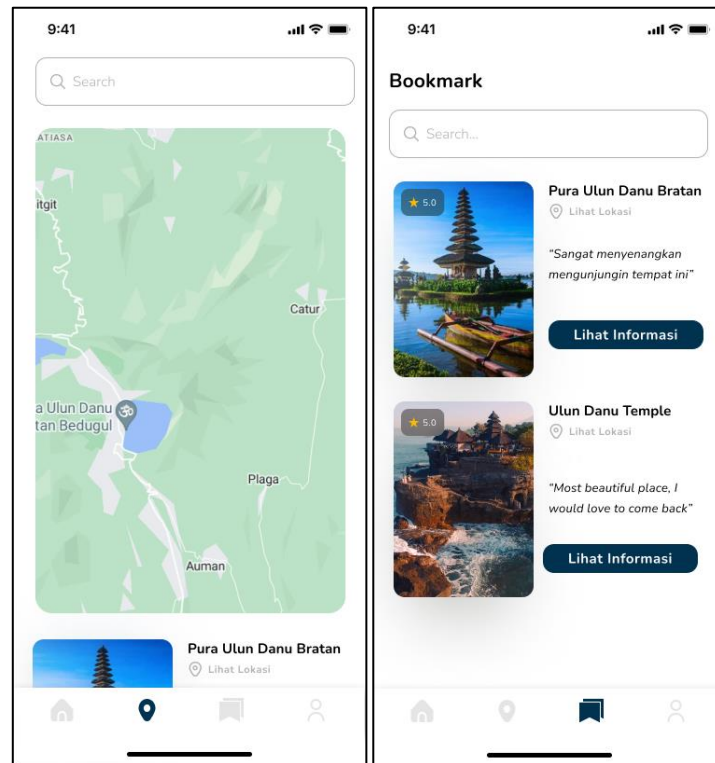 9:41
Search
ATIASA
itgit
Catur
a Ulun Danu
tan Bedugul
Plaga
Auman
Pura Ulun Danu Bratan
Lihat Lokasi
9:41
Bookmark
Search...
5.0
Pura Ulun Danu Bratan
Lihat Lokasi
“Sangat menyenangkan
mengunjungin tempat ini”
Lihat Informasi
5.0
Ulun Danu Temple
Lihat Lokasi
“Most beautiful place, I
would love to come back”
Lihat Informasi